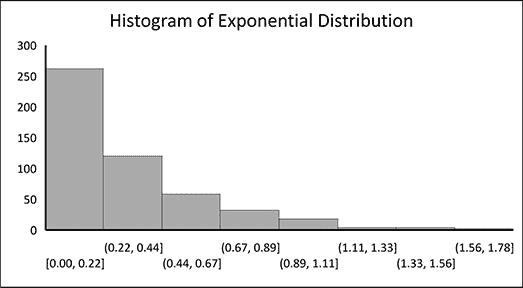 Histogram of Exponential Distribution
300
250
200
150
100
50
0
(0.22, 0.44] (0.67, 0.89] (1.11, 1.33] (1.56, 1.78]
[0.00, 0.22] (0.44, 0.67] (0.89, 1.11] (1.33, 1.56]